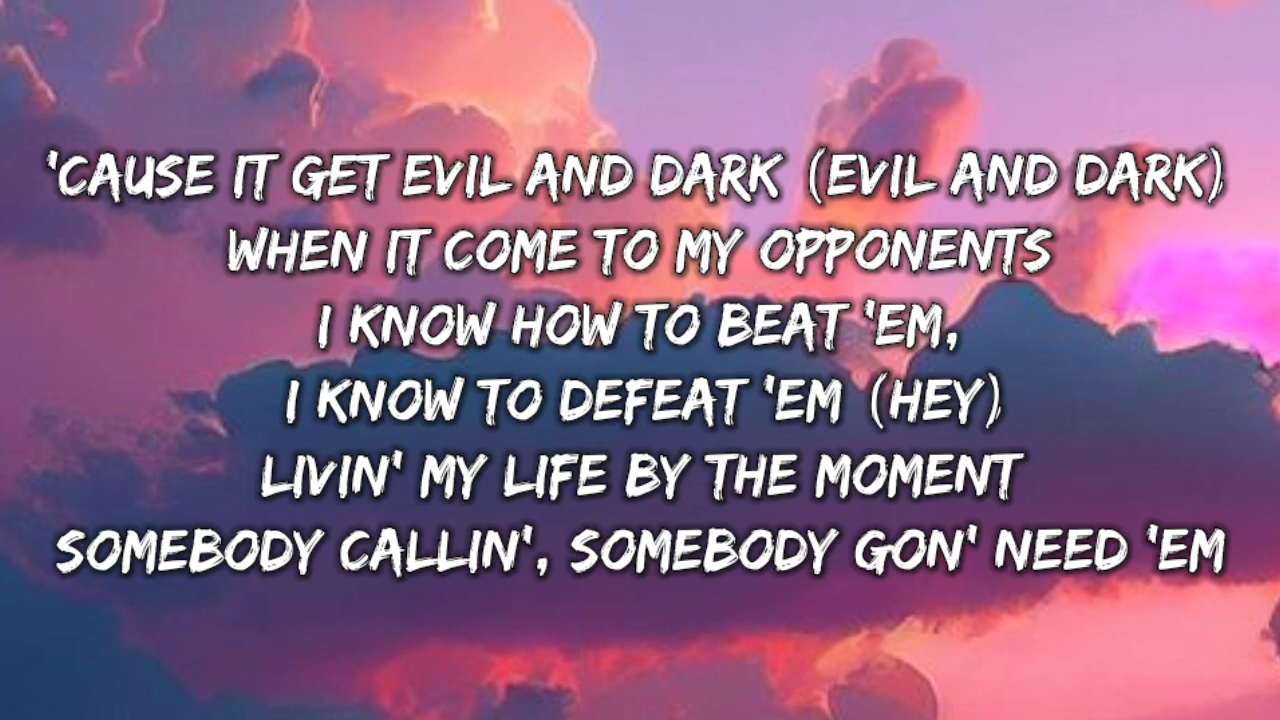 'CAUSE IT GET EVIL AND DARK (EVIL AND DARK)
WHEN IT COME TO MY OPPONENTS
I KNOW HOW TO BEAT 'EM,
I KNOW TO DEFEAT 'EM (HEY)
LIVIN' MY LIFE BY THE MOMENT
SOMEBODY CALLIN', SOMEBODY GON' NEED 'EM